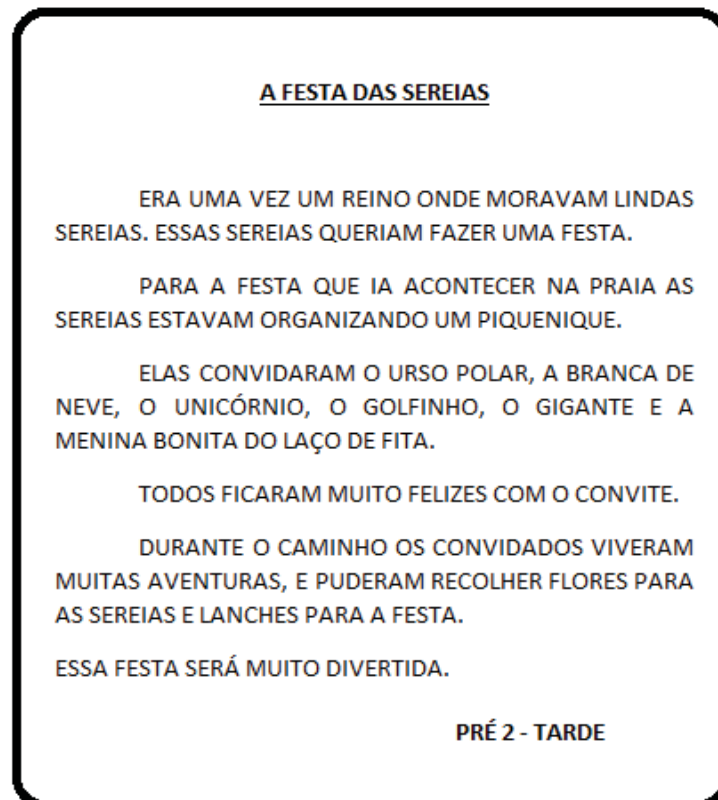 A FESTA DAS SEREIAS
ERA UMA VEZ UM REINO ONDE MORAVAM LINDAS
SEREIAS. ESSAS SEREIAS QUERIAM FAZER UMA FESTA.
PARA A FESTA QUE IA ACONTECER NA PRAIA AS
SEREIAS ESTAVAM ORGANIZANDO UM PIQUENIQUE.
ELAS CONVIDARAM O URSO POLAR, A BRANCA DE
NEVE, O UNICÓRNIO, O GOLFINHO, O GIGANTE E A
MENINA BONITA DO LAÇO DE FITA.
TODOS FICARAM MUITO FELIZES COM O CONVITE.
DURANTE O CAMINHO OS CONVIDADOS VIVERAM
MUITAS AVENTURAS, E PUDERAM RECOLHER FLORES PARA
AS SEREIAS E LANCHES PARA A FESTA.
ESSA FESTA SERÁ MUITO DIVERTIDA.
PRÉ 2 - TARDE